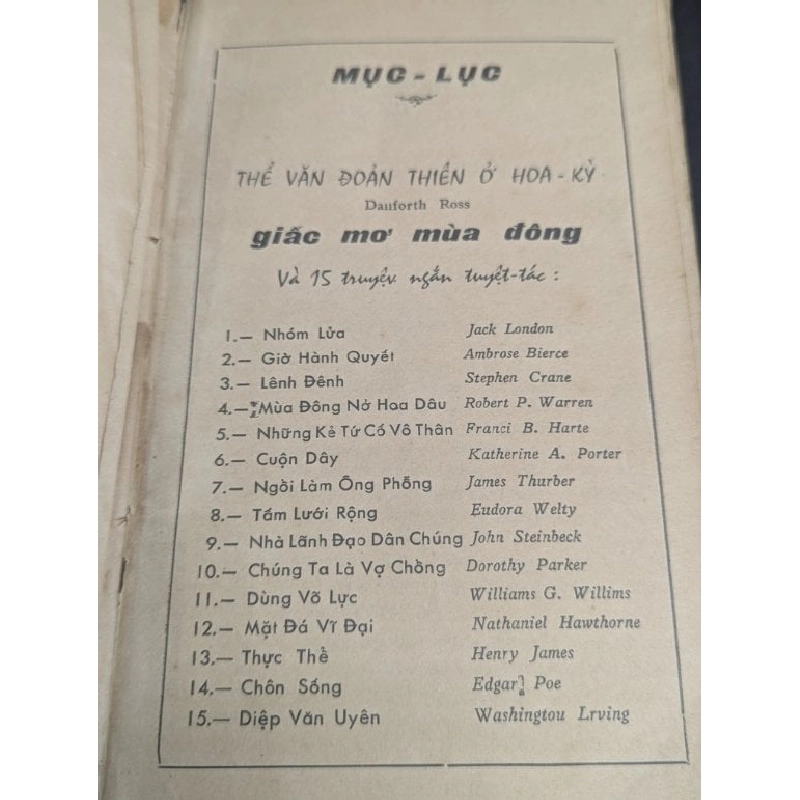 MỤC - LỤC
THỂ VĂN ĐOẢN THIÊN Ở HOA - KỲ
Danforth Ross
giấc mơ mùa đông
Và 15 truyện ngắn tuyệt-tác :
1.— Nhóm Lửa Jack London
2.— Giờ Hành Quyết Ambrose Bierce
3.— Lênh Đênh Stephen Crane
4.— Mùa Đông Nở Hoa Dâu Robert P. Warren
5.— Những Kẻ Tứ Cố Vô Thân Franci B. Harte
6.— Cuộn Dây Katherine A. Porter
7.— Ngồi Làm Ông Phỗng James Thurber
8.— Tấm Lưới Rộng Eudora Welty
9.— Nhà Lãnh Đạo Dân Chúng John Steinbeck
10.— Chúng Ta Là Vợ Chồng Dorothy Parker
11.— Dùng Võ Lực Williams G. Willims
12.— Mặt Đá Vĩ Đại Nathaniel Hawthorne
13.— Thực Thể Henry James
14.— Chôn Sống Edgar Poe
15.— Diệp Văn Uyên Washingtou Lrving